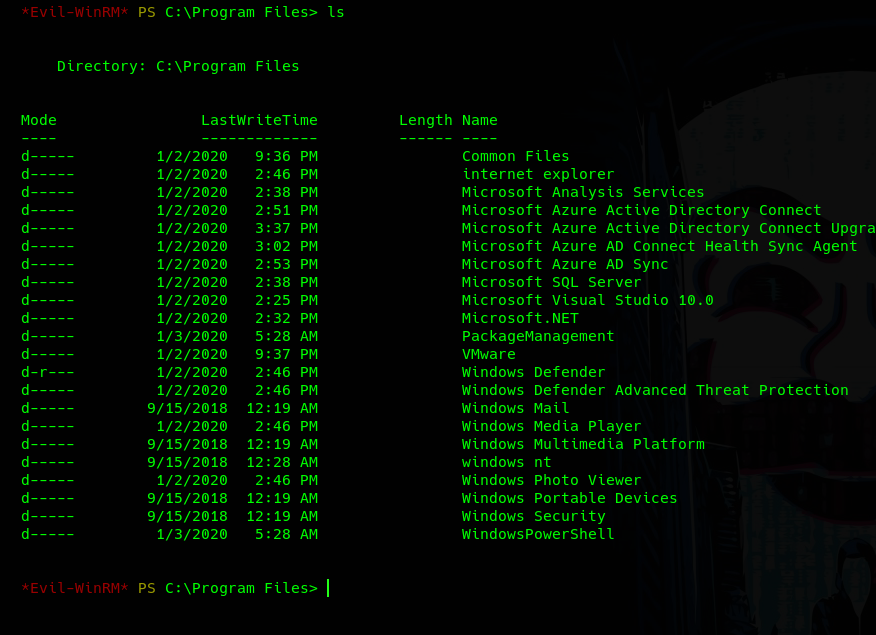 *Evil-WinRM* PS C:\Program Files> ls
Directory: C:\Program Files
Mode                LastWriteTime         Length Name
----                -------------         ------ ----
d-----         1/2/2020   9:36 PM                Common Files
d-----         1/2/2020   2:46 PM                internet explorer
d-----         1/2/2020   2:38 PM                Microsoft Analysis Services
d-----         1/2/2020   2:51 PM                Microsoft Azure Active Directory Connect
d-----         1/2/2020   3:37 PM                Microsoft Azure Active Directory Connect Upgra
d-----         1/2/2020   3:02 PM                Microsoft Azure AD Connect Health Sync Agent
d-----         1/2/2020   2:53 PM                Microsoft Azure AD Sync
d-----         1/2/2020   2:38 PM                Microsoft SQL Server
d-----         1/2/2020   2:25 PM                Microsoft Visual Studio 10.0
d-----         1/2/2020   2:32 PM                Microsoft.NET
d-----         1/3/2020   5:28 AM                PackageManagement
d-----         1/2/2020   9:37 PM                VMware
d-r---         1/2/2020   2:46 PM                Windows Defender
d-----         1/2/2020   2:46 PM                Windows Defender Advanced Threat Protection
d-----        9/15/2018  12:19 AM                Windows Mail
d-----         1/2/2020   2:46 PM                Windows Media Player
d-----        9/15/2018  12:19 AM                Windows Multimedia Platform
d-----        9/15/2018  12:28 AM                windows nt
d-----         1/2/2020   2:46 PM                Windows Photo Viewer
d-----        9/15/2018  12:19 AM                Windows Portable Devices
d-----        9/15/2018  12:19 AM                Windows Security
d-----         1/3/2020   5:28 AM                WindowsPowerShell
*Evil-WinRM* PS C:\Program Files>